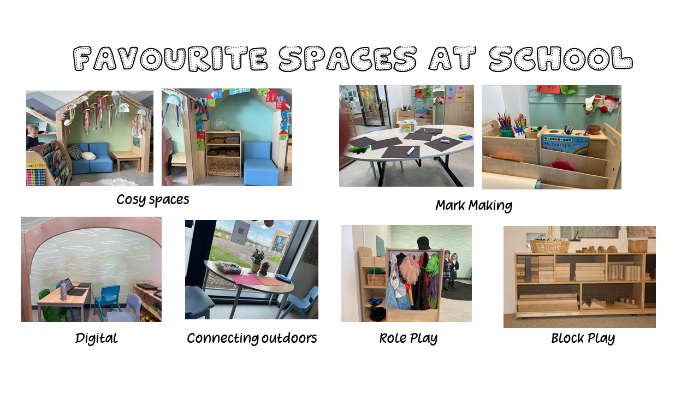 FAVOURITE SPACES AT SCHOOL
Cosy spaces
Mark Making
Digital
Connecting outdoors
Role Play
Block Play